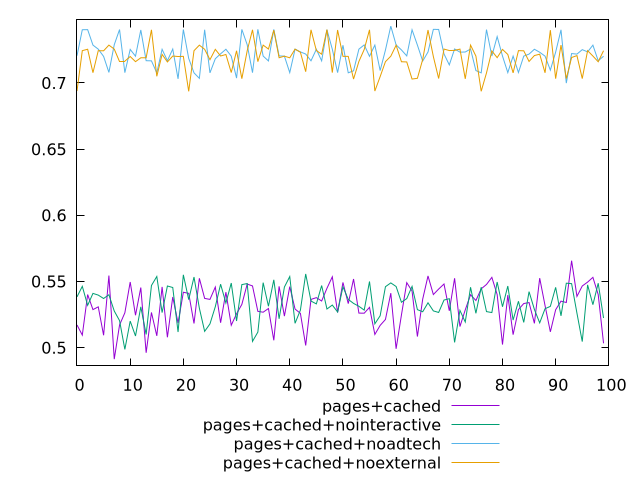 0.7
0.65
0.6
0.55
0.5
0 10 20 30 40 50 60 70 80 90 100
pages+cached
pages+cached+nointeractive
pages+cached+noadtech
pages+cached+noexternal